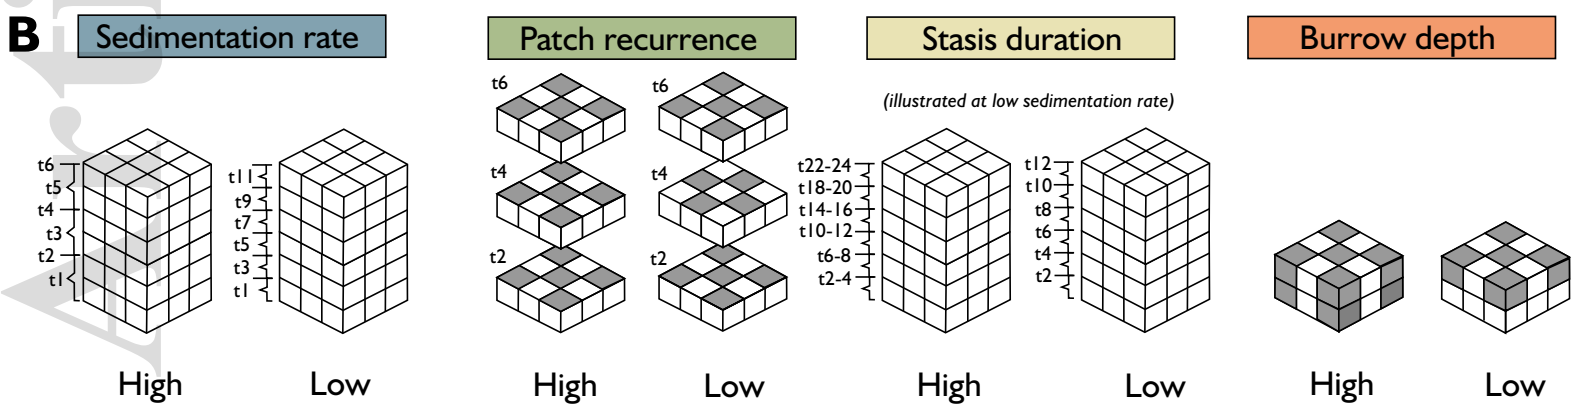 B
Sedimentation rate
Patch recurrence
Stasis duration
Burrow depth
(illustrated at low sedimentation rate)
t6
t5
t4
t3
t2
t1
t11
t9
t7
t5
t3
t1
t6
t4
t2
t6
t4
t2
t22-24
t18-20
t14-16
t10-12
t6-8
t2-4
t12
t10
t8
t6
t4
t2
High
Low
High
Low
High
Low
High
Low